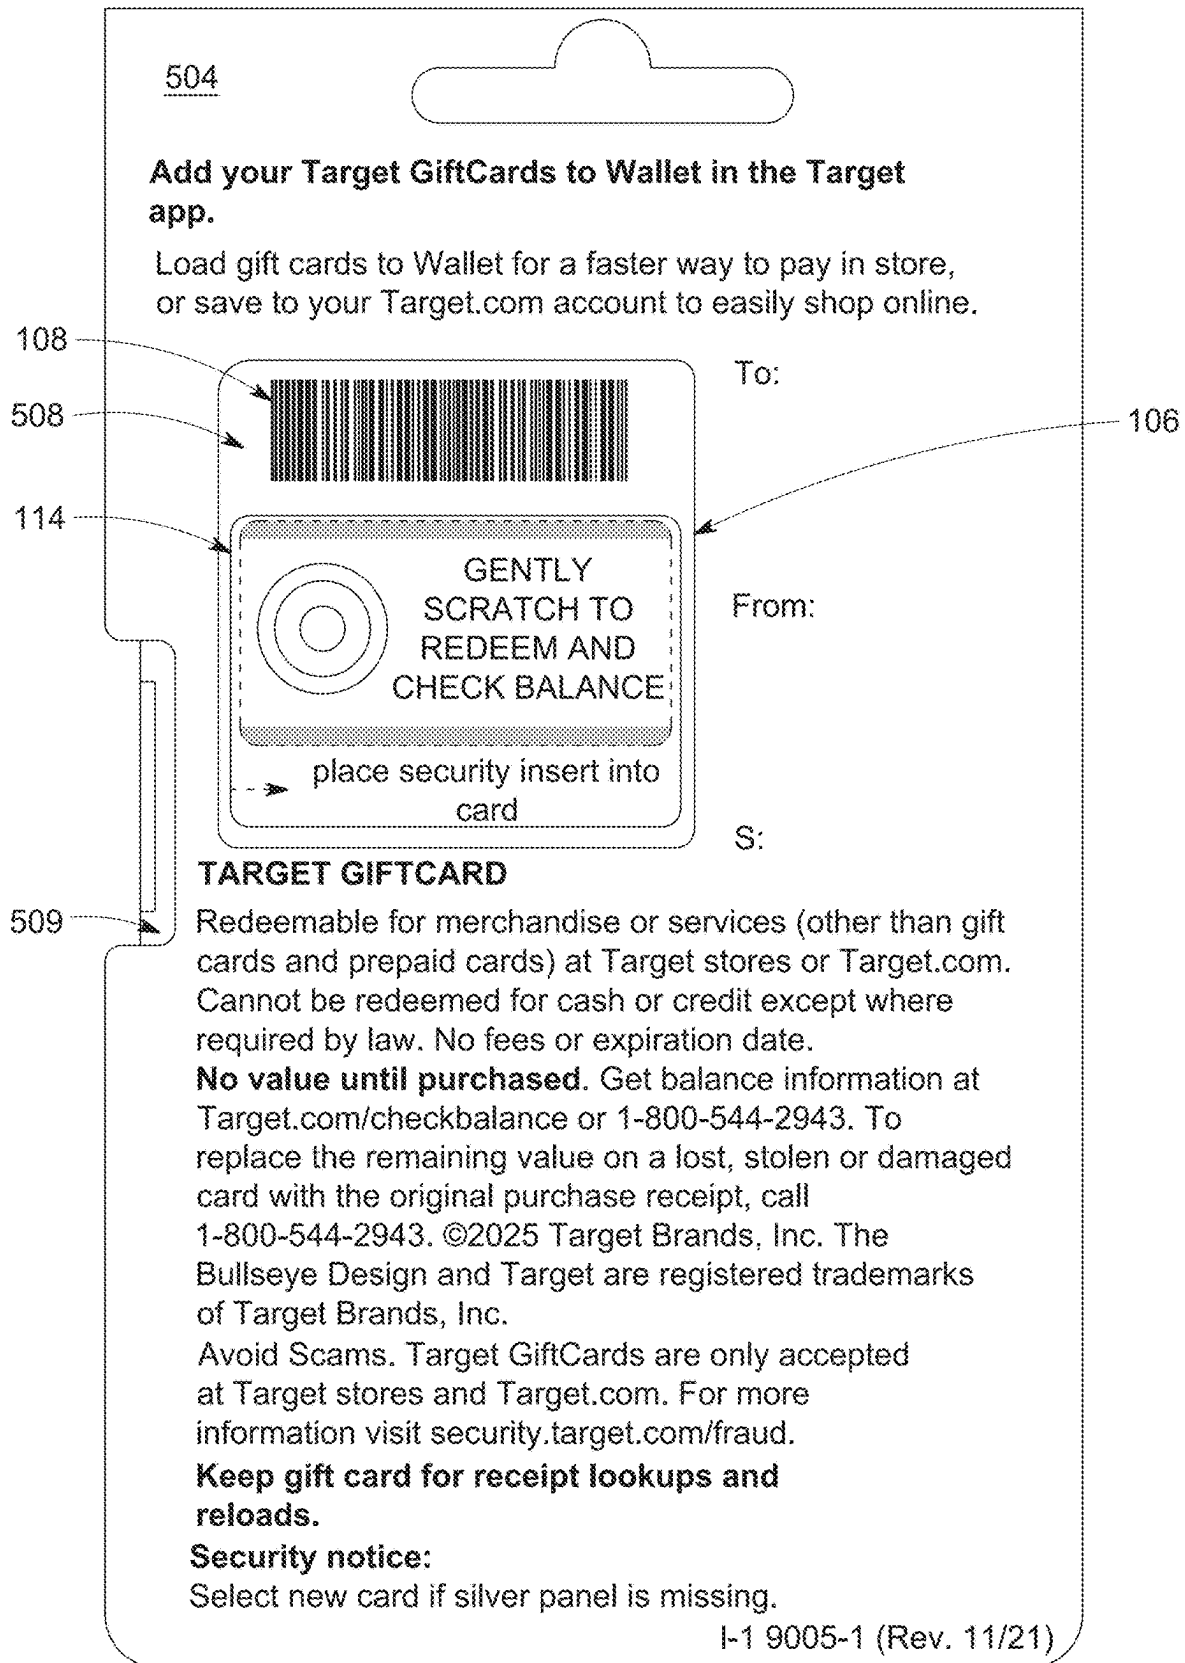 504
Add your Target GiftCards to Wallet in the Target
app.
Load gift cards to Wallet for a faster way to pay in store,
or save to your Target.com account to easily shop online.
108
To:
508
106
114
GENTLY
SCRATCH TO
REDEEM AND
CHECK BALANCE
From:
place security insert into
card
S:
TARGET GIFTCARD
509
Redeemable for merchandise or services (other than gift
cards and prepaid cards) at Target stores or Target.com.
Cannot be redeemed for cash or credit except where
required by law. No fees or expiration date.
No value until purchased. Get balance information at
Target.com/checkbalance or 1-800-544-2943. To
replace the remaining value on a lost, stolen or damaged
card with the original purchase receipt, call
1-800-544-2943. ©2025 Target Brands, Inc. The
Bullseye Design and Target are registered trademarks
of Target Brands, Inc.
Avoid Scams. Target GiftCards are only accepted
at Target stores and Target.com. For more
information visit security.target.com/fraud.
Keep gift card for receipt lookups and
reloads.
Security notice:
Select new card if silver panel is missing.
I-1 9005-1 (Rev. 11/21)